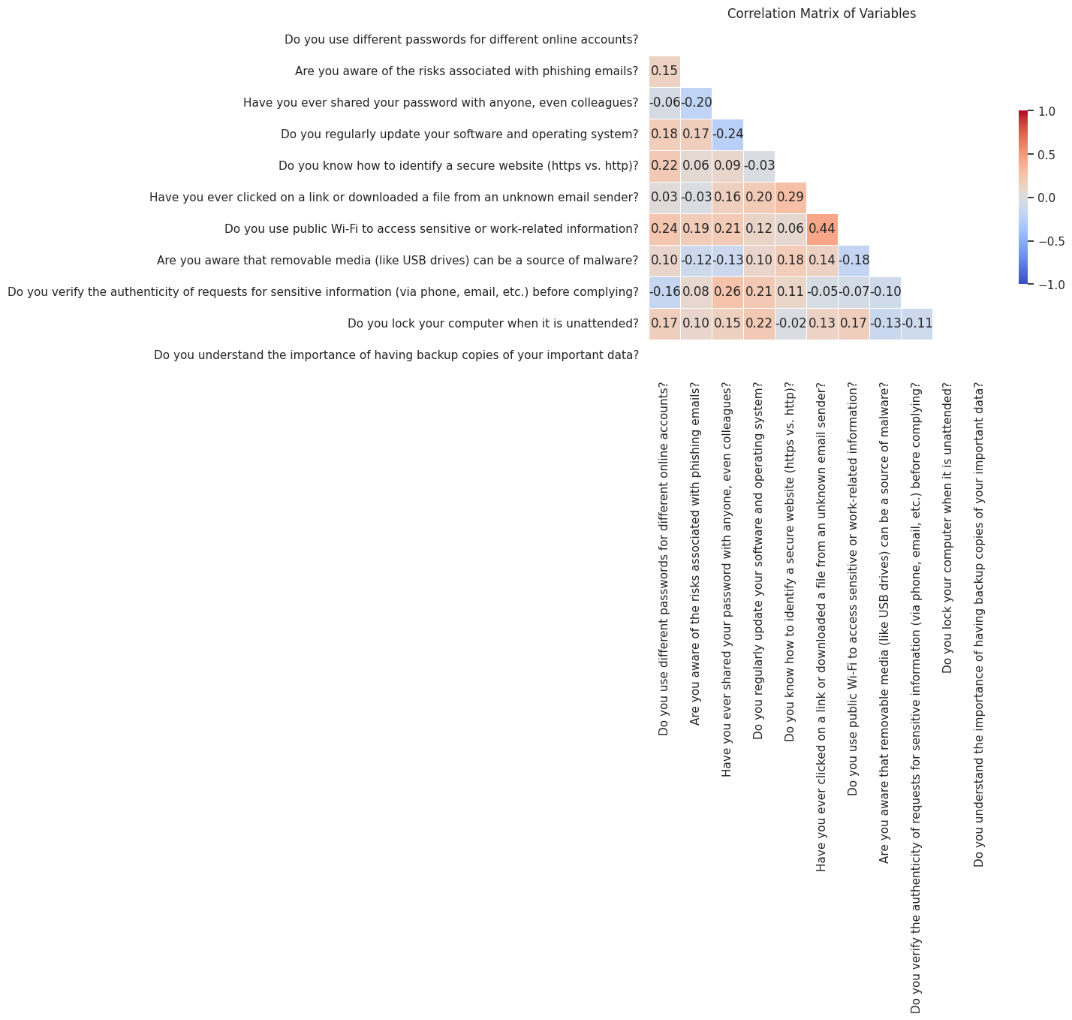 Correlation Matrix of Variables
Do you use different passwords for different online accounts?
Are you aware of the risks associated with phishing emails?
0.15
Have you ever shared your password with anyone, even colleagues?
-0.06 -0.20
Do you regularly update your software and operating system?
0.18 0.17 -0.24
Do you know how to identify a secure website (https vs. http)?
0.22 0.06 0.09 -0.03
Have you ever clicked on a link or downloaded a file from an unknown email sender?
0.03 -0.03 0.16 0.20 0.29
Do you use public Wi-Fi to access sensitive or work-related information?
0.24 0.19 0.21 0.12 0.06 0.44
Are you aware that removable media (like USB drives) can be a source of malware?
0.10 -0.12 -0.13 0.10 0.18 0.14 -0.18
Do you verify the authenticity of requests for sensitive information (via phone, email, etc.) before complying?
-0.16 0.08 0.26 0.21 0.11 -0.05 -0.07 -0.10
Do you lock your computer when it is unattended?
0.17 0.10 0.15 0.22 -0.02 0.13 0.17 -0.13 -0.11
Do you understand the importance of having backup copies of your important data?
1.0
0.5
0.0
−0.5
−1.0
Do you use different passwords for different online accounts?
Are you aware of the risks associated with phishing emails?
Have you ever shared your password with anyone, even colleagues?
Do you regularly update your software and operating system?
Do you know how to identify a secure website (https vs. http)?
Have you ever clicked on a link or downloaded a file from an unknown email sender?
Do you use public Wi-Fi to access sensitive or work-related information?
Are you aware that removable media (like USB drives) can be a source of malware?
Do you verify the authenticity of requests for sensitive information (via phone, email, etc.) before complying?
Do you lock your computer when it is unattended?
Do you understand the importance of having backup copies of your important data?